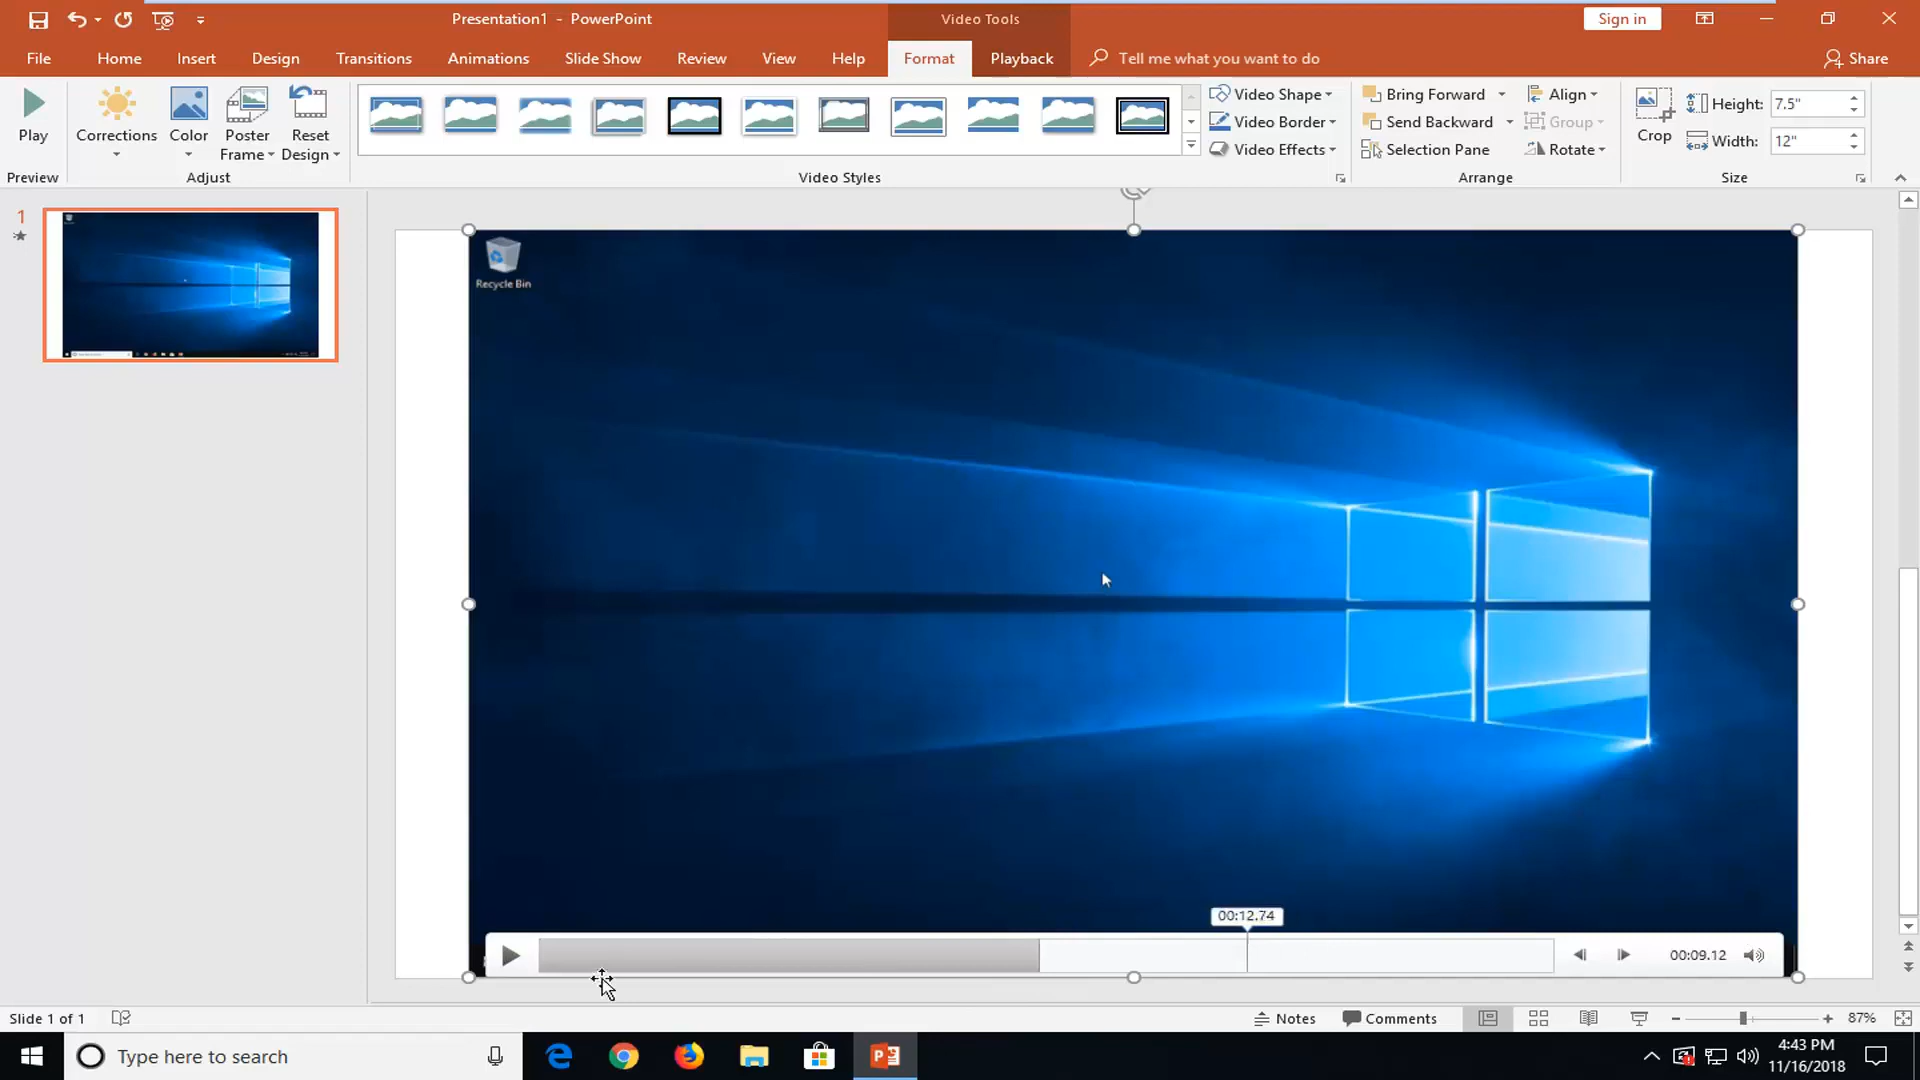 Presentation1 - PowerPoint
Video Tools
Sign in
File Home Insert Design Transitions Animations Slide Show Review View Help Format Playback Tell me what you want to do Share
Play
Corrections
Color
Poster Frame
Reset Design
Video Shape
Video Border
Video Effects
Bring Forward
Send Backward
Selection Pane
Align
Group
Rotate
Crop
Height: 7.5"
Width: 12"
Preview Adjust Video Styles Arrange Size
1
Recycle Bin
00:12.74
00:09.12
Slide 1 of 1 Notes Comments 87%
Type here to search
4:43 PM
11/16/2018